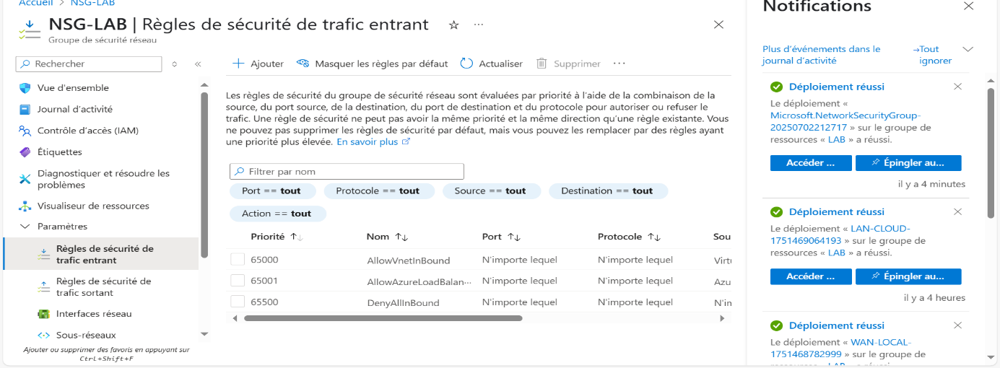 Accueil > NSG-LAB
NSG-LAB | Règles de sécurité de trafic entrant
Groupe de sécurité réseau
Rechercher
Vue d'ensemble
Journal d'activité
Contrôle d'accès (IAM)
Étiquettes
Diagnostiquer et résoudre les
problèmes
Visualiseur de ressources
Paramètres
Règles de sécurité de
trafic entrant
Règles de sécurité de
trafic sortant
Interfaces réseau
Sous-réseaux
Ajouter ou supprimer des favoris en appuyant sur
Ctrl+Shift+F
Ajouter Masquer les règles par défaut Actualiser Supprimer
Les règles de sécurité du groupe de sécurité réseau sont évaluées par priorité à l'aide de la combinaison de la
source, du port source, de la destination, du port de destination et du protocole pour autoriser ou refuser le
trafic. Une règle de sécurité ne peut pas avoir la même priorité et la même direction qu'une règle existante. Vous
ne pouvez pas supprimer les règles de sécurité par défaut, mais vous pouvez les remplacer par des règles ayant
une priorité plus élevée. En savoir plus
Filtrer par nom
Port == tout Protocole == tout Source == tout Destination == tout
Action == tout
Priorité Nom Port Protocole Sou
65000 AllowVnetInBound N'importe lequel N'importe lequel Virtu
65001 AllowAzureLoadBalan··· N'importe lequel N'importe lequel Azu
65500 DenyAllInBound N'importe lequel N'importe lequel N'im
Notifications
Plus d'événements dans le
journal d'activité
Tout
ignorer
Déploiement réussi
Le déploiement «
Microsoft.NetworkSecurityGroup-
20250702212717 » sur le groupe de
ressources « LAB » a réussi.
Accéder ... Épingler au...
il y a 4 minutes
Déploiement réussi
Le déploiement « LAN-CLOUD-
1751469064193 » sur le groupe de
ressources « LAB » a réussi.
Accéder ... Épingler au...
il y a 4 heures
Déploiement réussi
Le déploiement « WAN-LOCAL-
1751468782999 » sur le groupe de
ressources « LAB » a réussi.